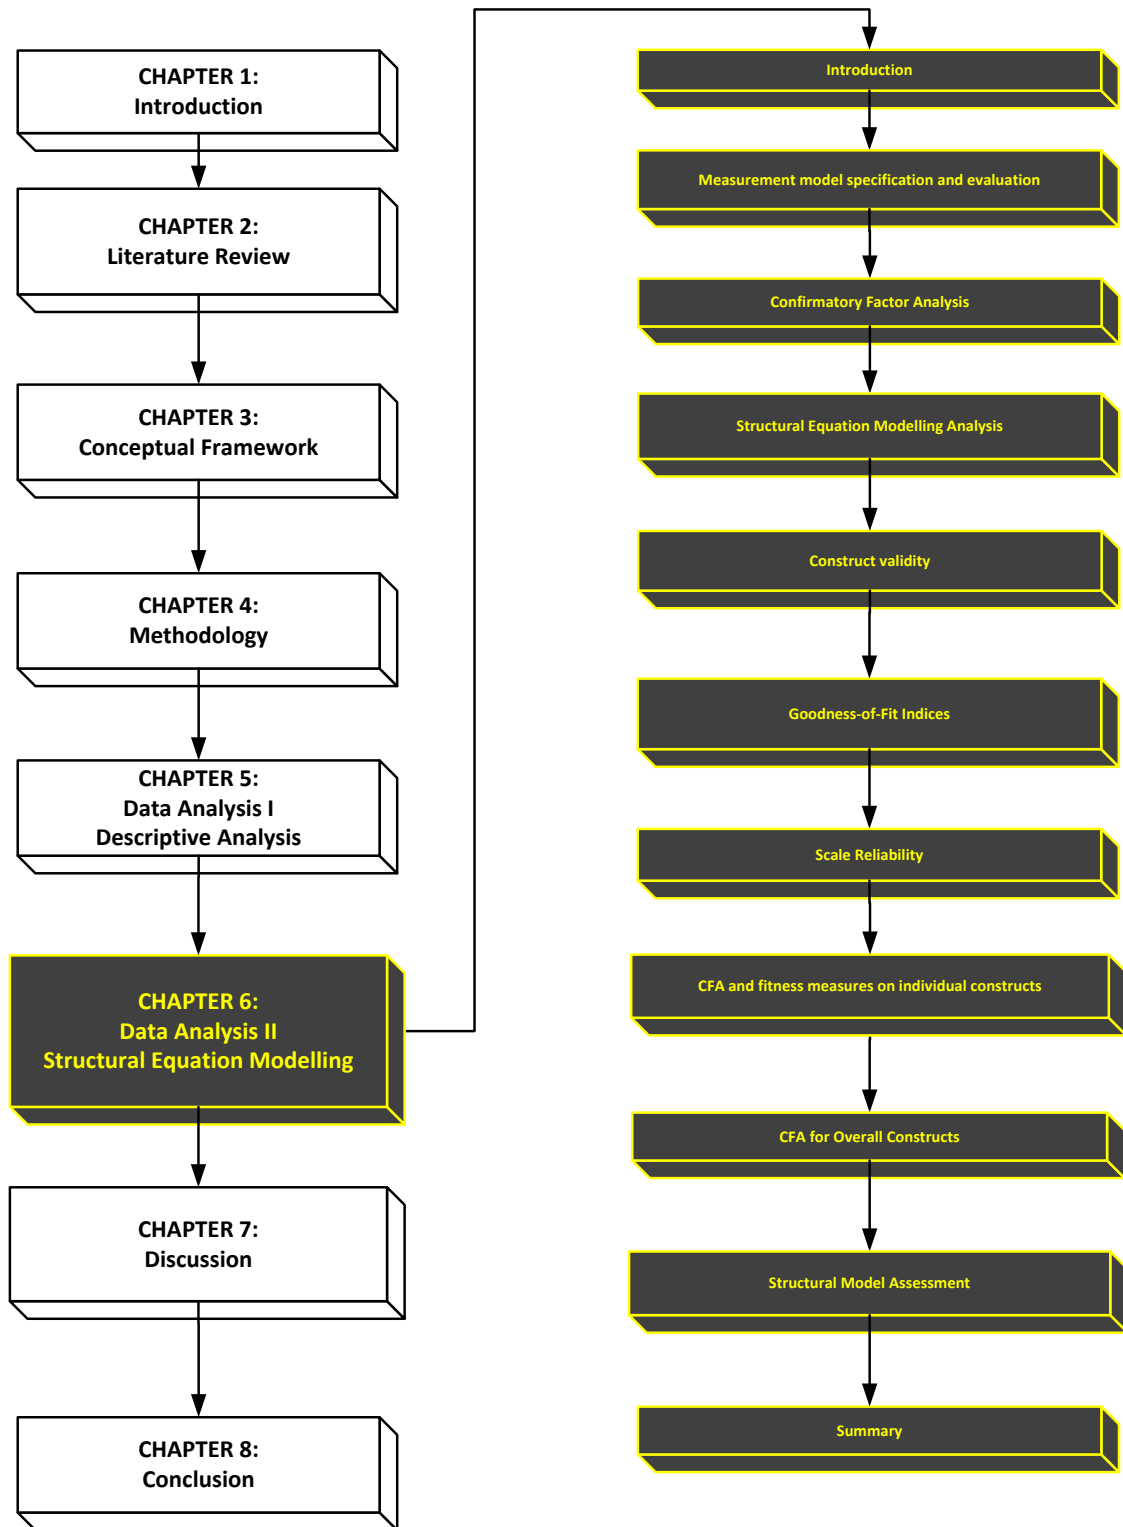 CHAPTER 1:
Introduction
CHAPTER 2:
Literature Review
CHAPTER 3:
Conceptual Framework
CHAPTER 4:
Methodology
CHAPTER 5:
Data Analysis I
Descriptive Analysis
CHAPTER 6:
Data Analysis II
Structural Equation Modelling
CHAPTER 7:
Discussion
CHAPTER 8:
Conclusion
Introduction
Measurement model specification and evaluation
Confirmatory Factor Analysis
Structural Equation Modelling Analysis
Construct validity
Goodness-of-Fit Indices
Scale Reliability
CFA and fitness measures on individual constructs
CFA for Overall Constructs
Structural Model Assessment
Summary